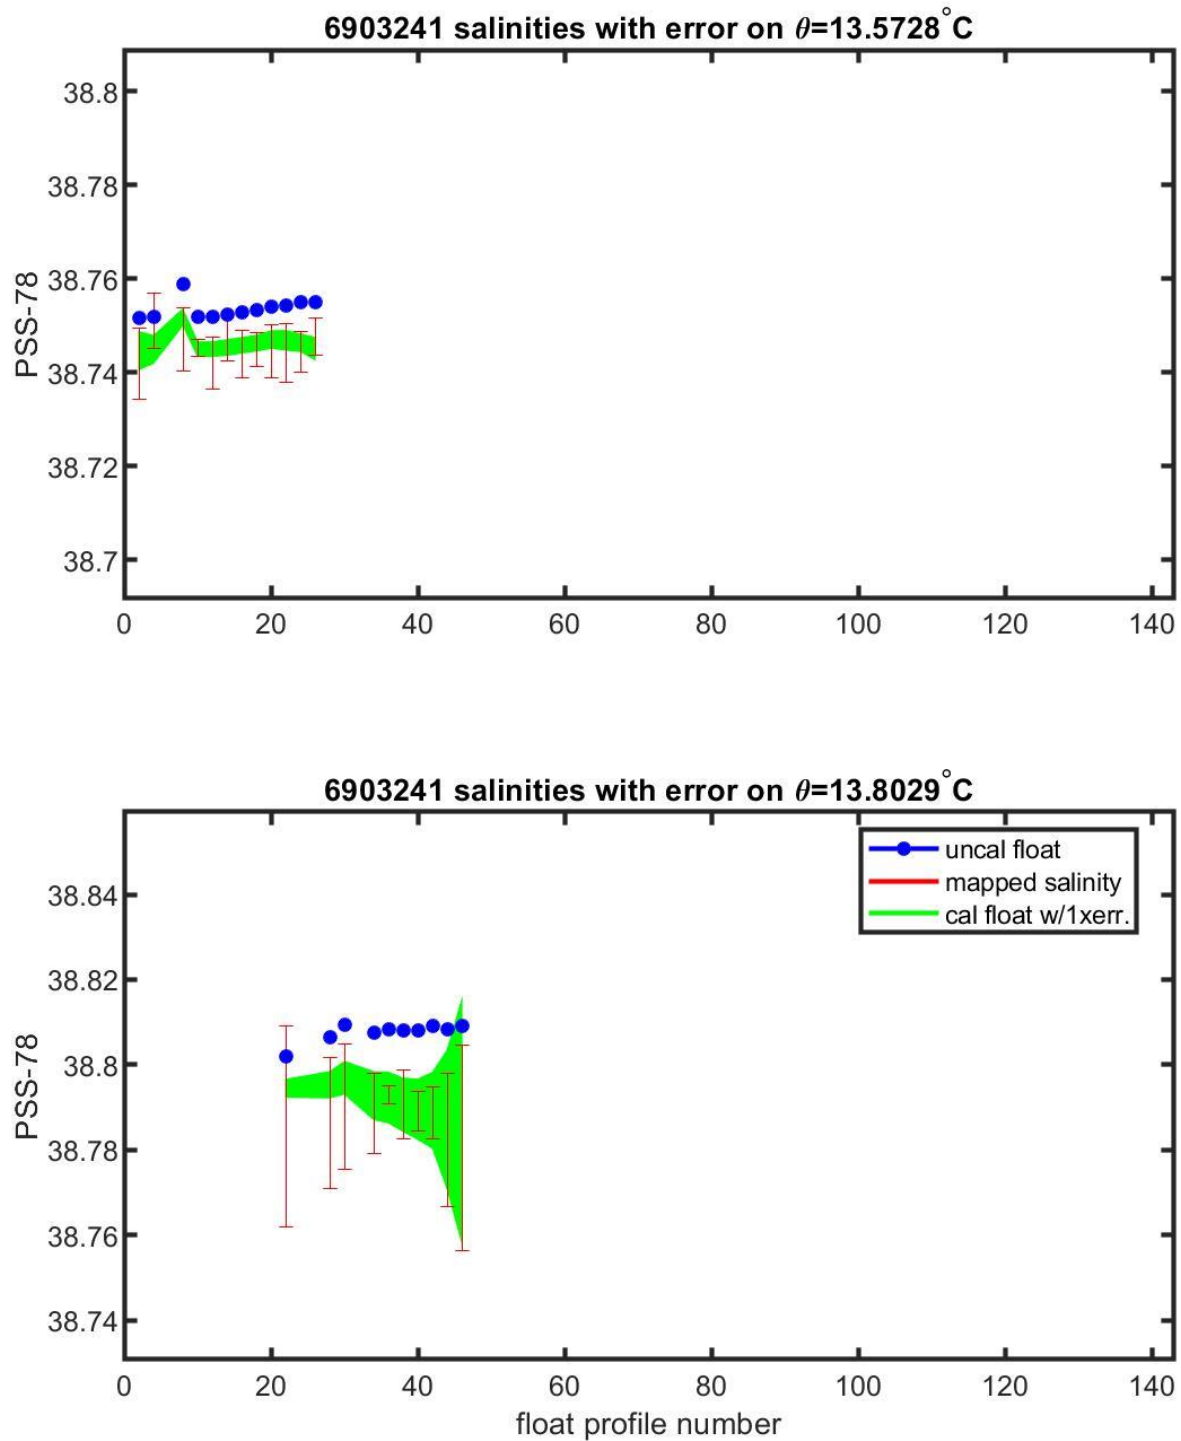 6903241 salinities with error on θ=13.5728°C
PSS-78
38.8
38.78
38.76
38.74
38.72
38.7
0 20 40 60 80 100 120 140
6903241 salinities with error on θ=13.8029°C
uncal float
mapped salinity
cal float w/1xerr.
PSS-78
38.84
38.82
38.8
38.78
38.76
38.74
0 20 40 60 80 100 120 140
float profile number